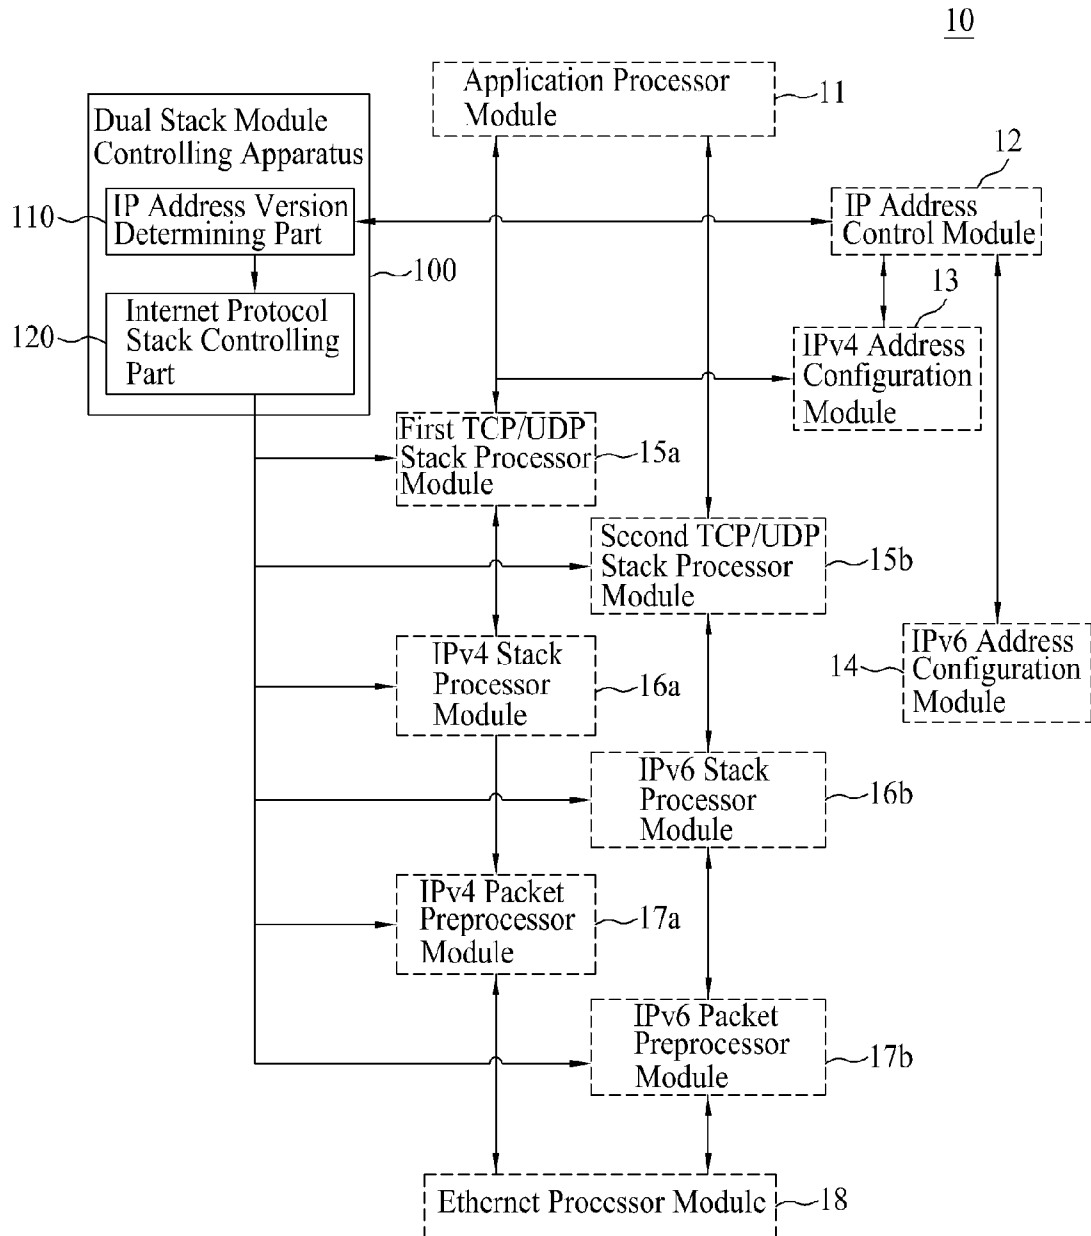 10
Application Processor
Module
11
Dual Stack Module
Controlling Apparatus
12
110
IP Address Version
Determining Part
IP Address
Control Module
100
13
120
Internet Protocol
Stack Controlling
Part
IPv4 Address
Configuration
Module
First TCP/UDP
Stack Processor
Module
15a
Second TCP/UDP
Stack Processor
Module
15b
IPv4 Stack
Processor
Module
16a
14
IPv6 Address
Configuration
Module
IPv6 Stack
Processor
Module
16b
IPv4 Packet
Preprocessor
Module
17a
IPv6 Packet
Preprocessor
Module
17b
Ethernet Processor Module
18